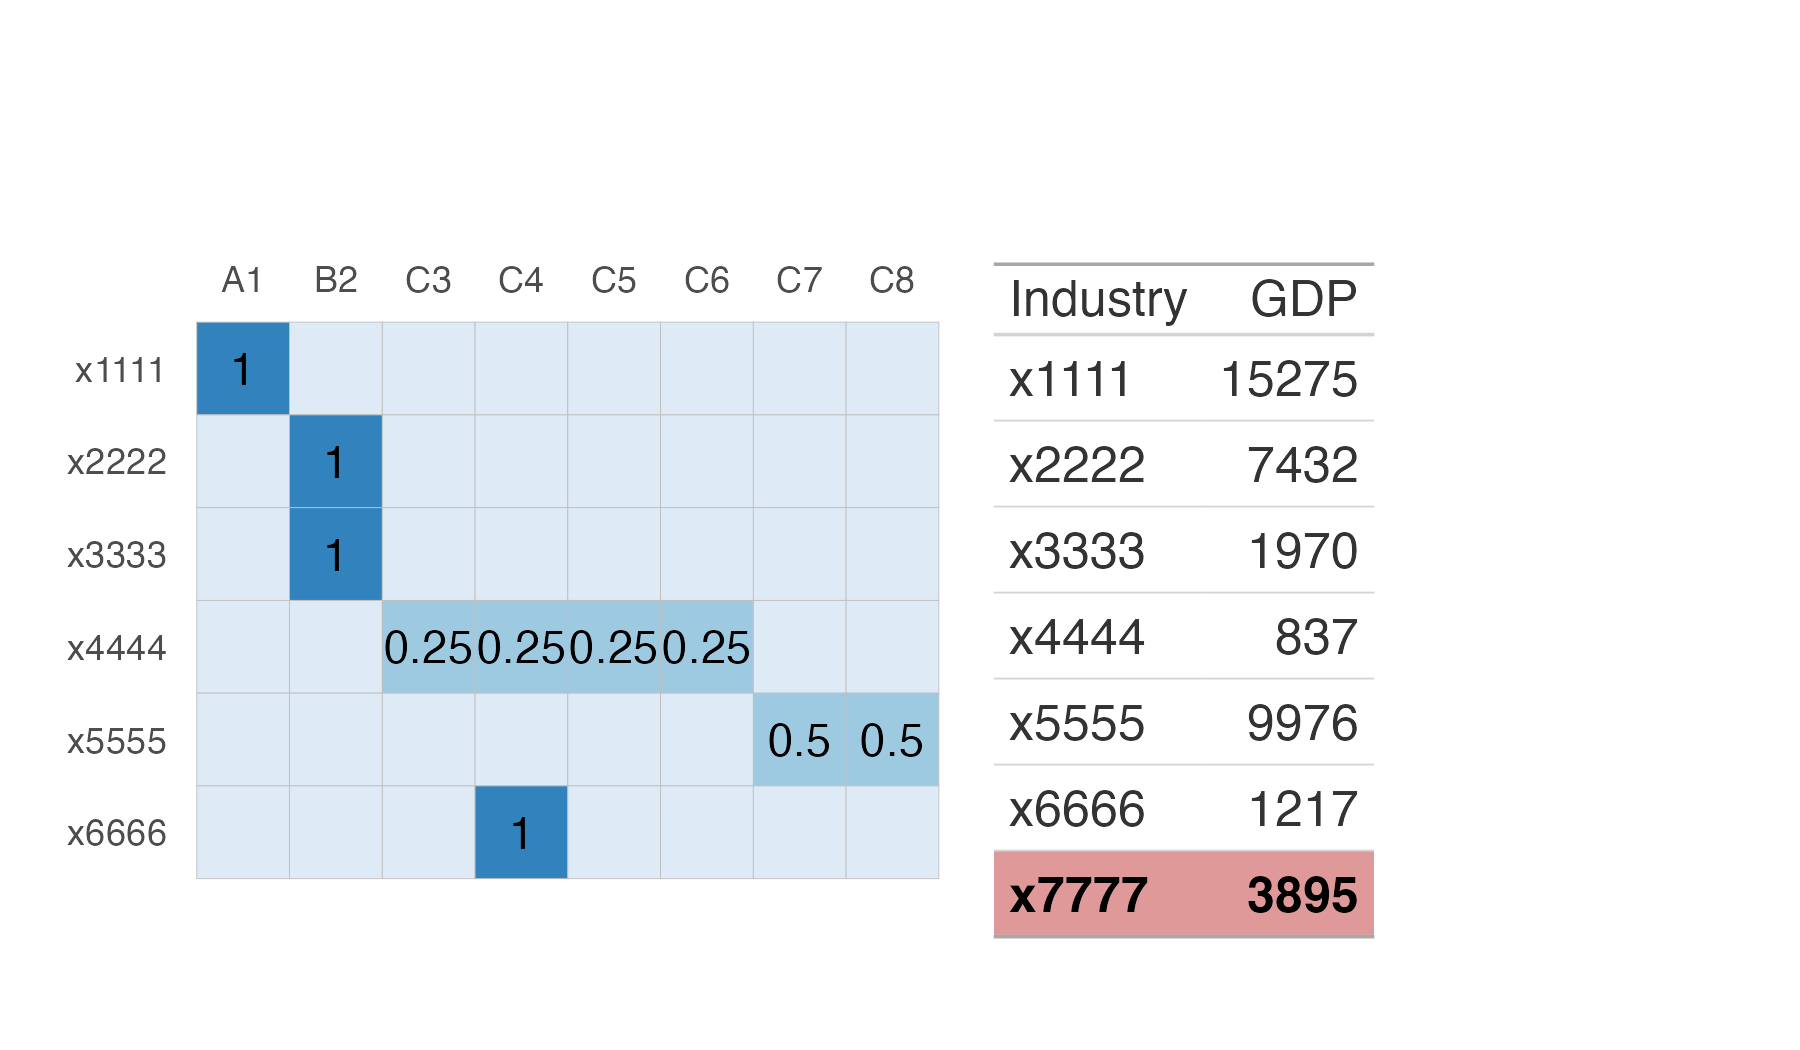 A1 B2 C3 C4 C5 C6 C7 C8
x1111 1
x2222 1
x3333 1
x4444 0.25 0.25 0.25 0.25
x5555 0.5 0.5
x6666 1
Industry GDP
x1111 15275
x2222 7432
x3333 1970
x4444 837
x5555 9976
x6666 1217
x7777 3895